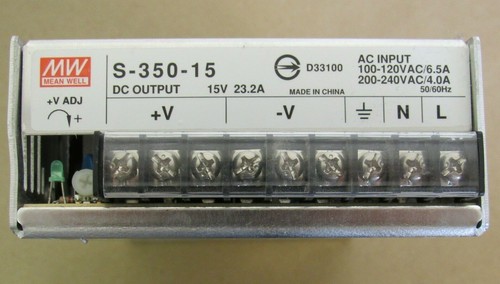 MW
MEAN WELL
S-350-15
DC OUTPUT 15V 23.2A
D33100
MADE IN CHINA
AC INPUT
100-120VAC/6.5A
200-240VAC/4.0A
50/60Hz
+V ADJ
+
+V
-V
N
L